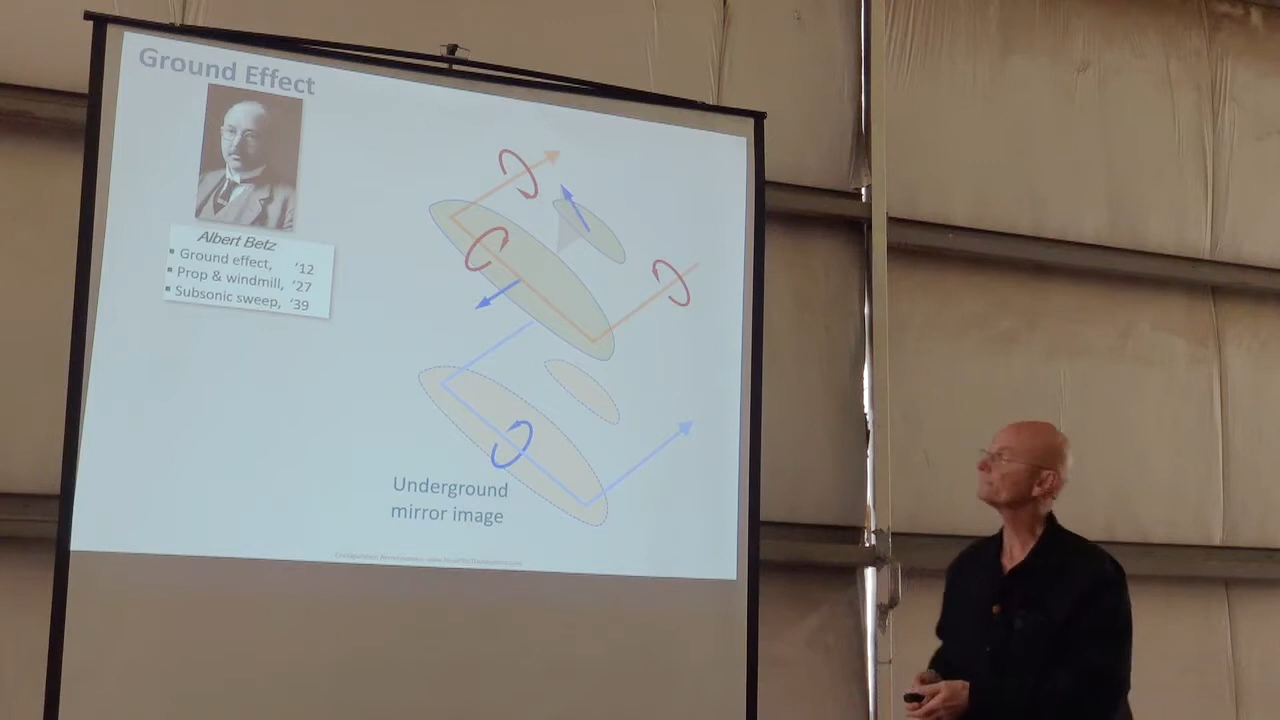 Ground Effect
Albert Betz
▪ Ground effect, '12
▪ Prop & windmill, '27
▪ Subsonic sweep, '39
Underground
mirror image